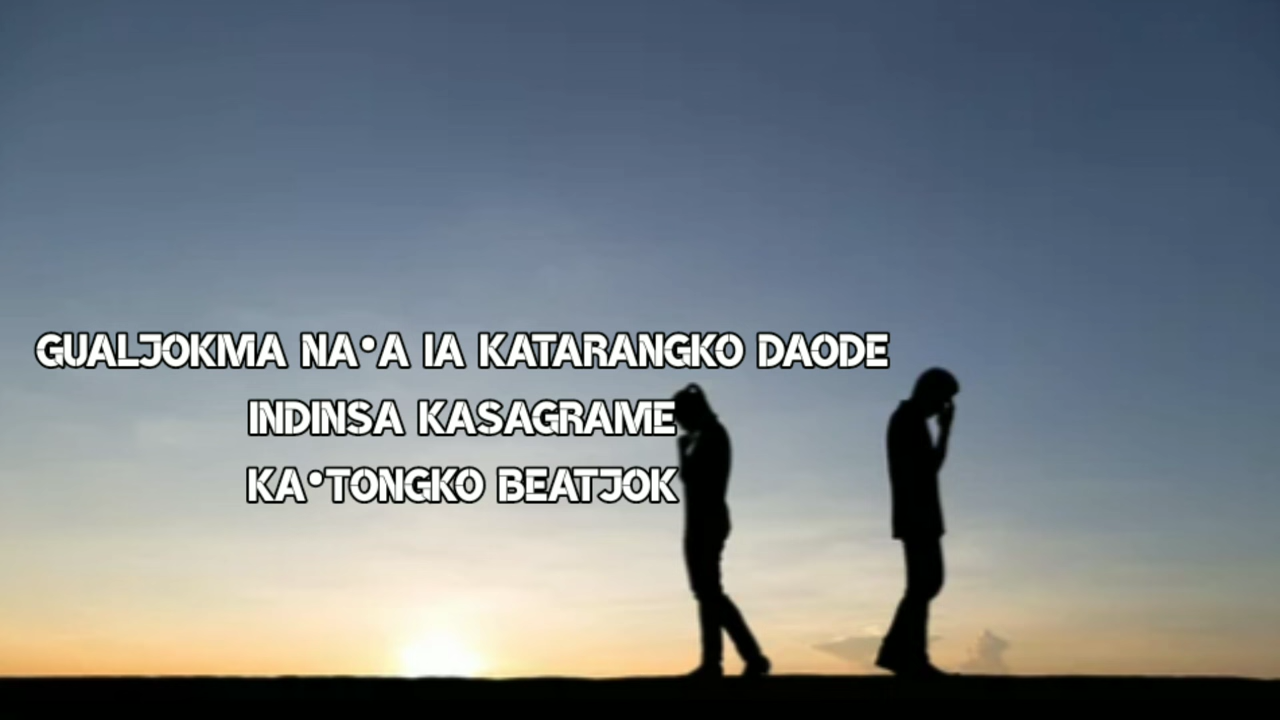 GUALJOKMA NA•A IA KATARANGKO DAODE
INDINSA KASAGRAME
KA•TONGKO BEATJOK